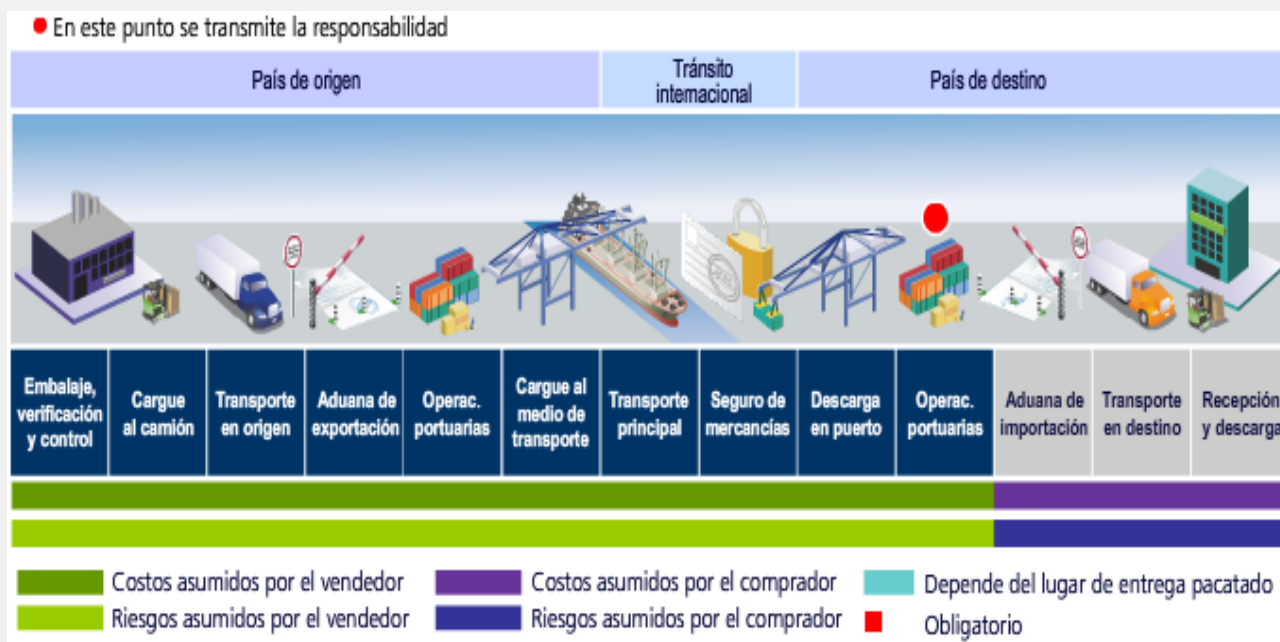 En este punto se transmite la responsabilidad
País de origen
Tránsito
internacional
País de destino
Embalaje,
verificación
y control
Cargue
al camión
Transporte
en origen
Aduana de
exportación
Operac.
portuarias
Cargue al
medio de
transporte
Transporte
principal
Seguro de
mercancías
Descarga
en puerto
Operac.
portuarias
Aduana de
importación
Transporte
en destino
Recepción
y descarga
Costos asumidos por el vendedor
Costos asumidos por el comprador
Depende del lugar de entrega pacatado
Riesgos asumidos por el vendedor
Riesgos asumidos por el comprador
Obligatorio